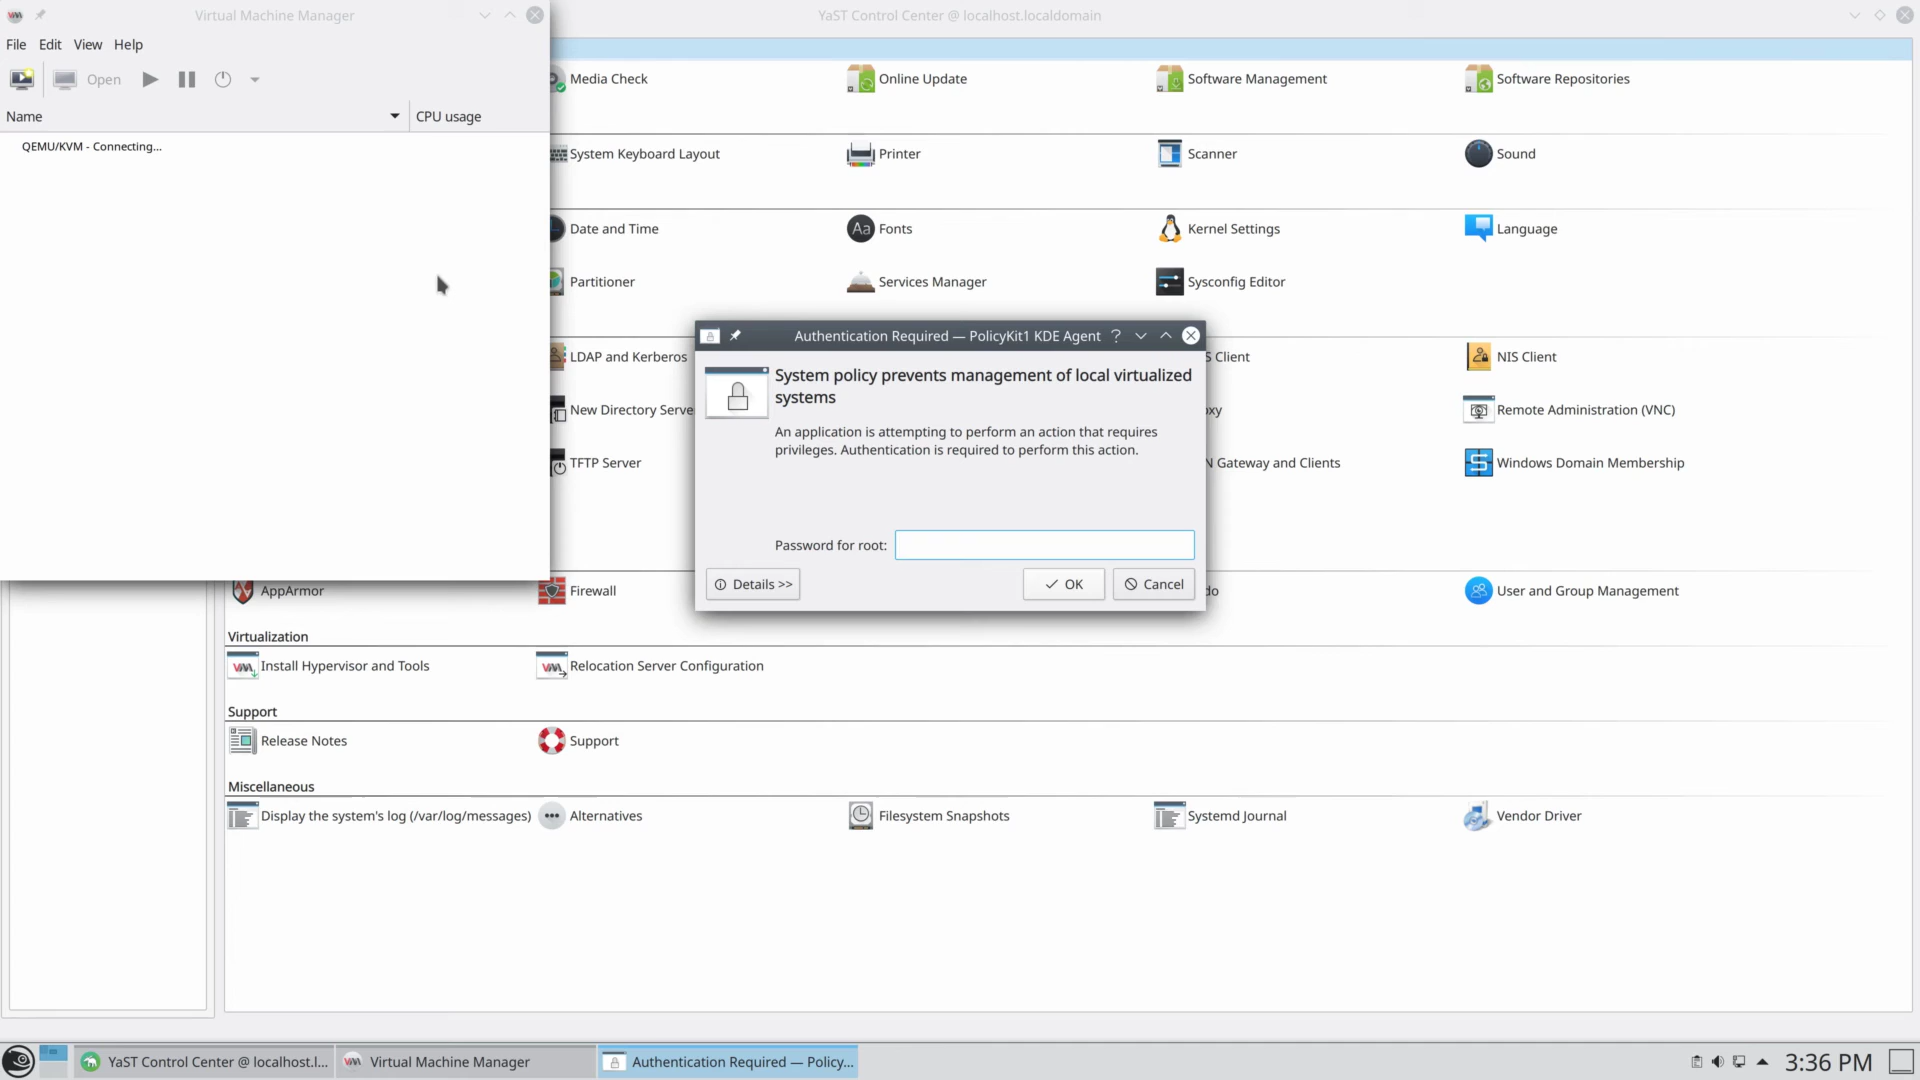 Virtual Machine Manager
YaST Control Center @ localhost.localdomain
File Edit View Help
Open
Name CPU usage
QEMU/KVM - Connecting...
Media Check Online Update Software Management Software Repositories
System Keyboard Layout Printer Scanner Sound
Date and Time Fonts Kernel Settings Language
Partitioner Services Manager Sysconfig Editor
LDAP and Kerberos Client NIS Client
New Directory Serve Remote Administration (VNC)
TFTP Server Gateway and Clients Windows Domain Membership
Authentication Required — PolicyKit1 KDE Agent
System policy prevents management of local virtualized
systems
An application is attempting to perform an action that requires
privileges. Authentication is required to perform this action.
Password for root:
Details >> OK Cancel
AppArmor Firewall User and Group Management
Virtualization
Install Hypervisor and Tools Relocation Server Configuration
Support
Release Notes Support
Miscellaneous
Display the system's log (/var/log/messages) Alternatives Filesystem Snapshots Systemd Journal Vendor Driver
YaST Control Center @ localhost.l... Virtual Machine Manager Authentication Required — Policy... 3:36 PM